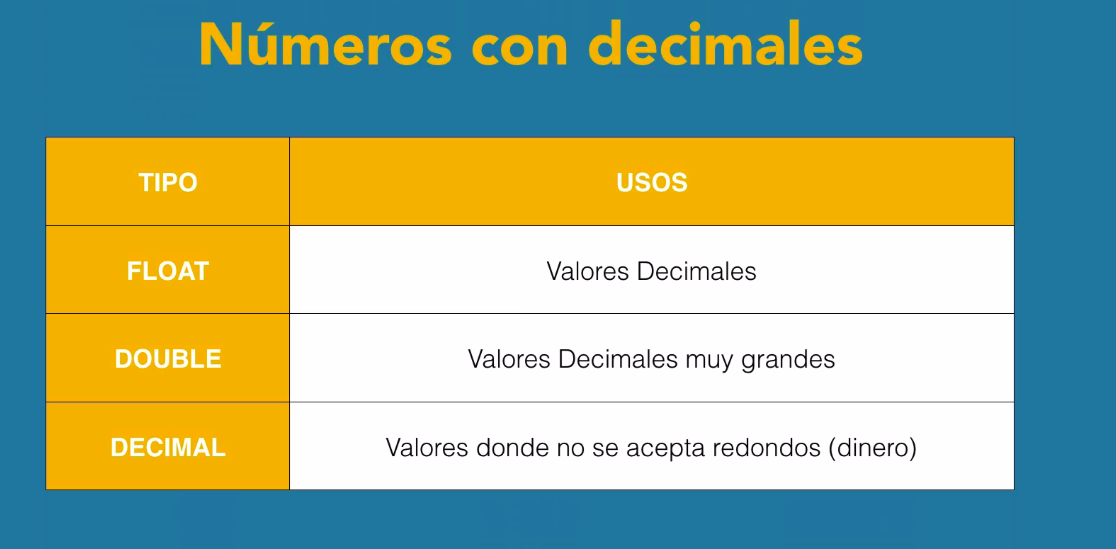 Números con decimales
TIPO
USOS
FLOAT
Valores Decimales
DOUBLE
Valores Decimales muy grandes
DECIMAL
Valores donde no se acepta redondos (dinero)